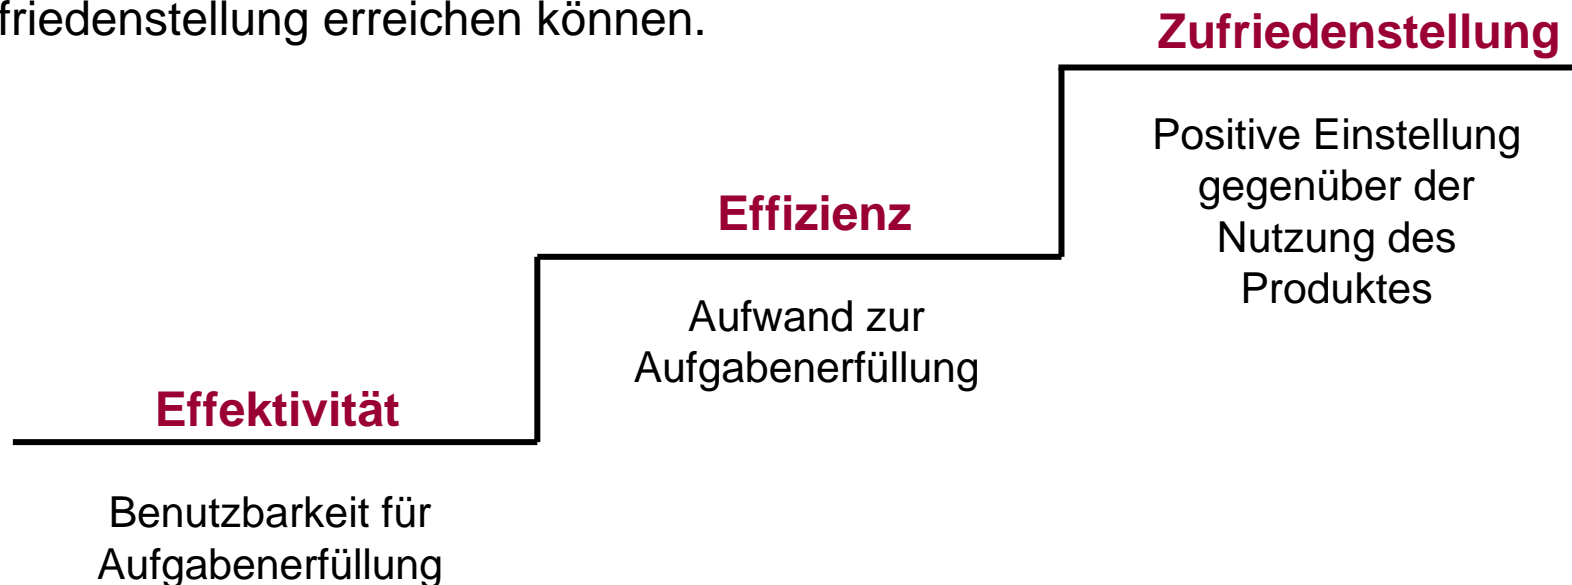 friedenstellung erreichen können.
Zufriedenstellung
Positive Einstellung
gegenüber der
Nutzung des
Produktes
Effizienz
Aufwand zur
Aufgabenerfüllung
Effektivität
Benutzbarkeit für
Aufgabenerfüllung